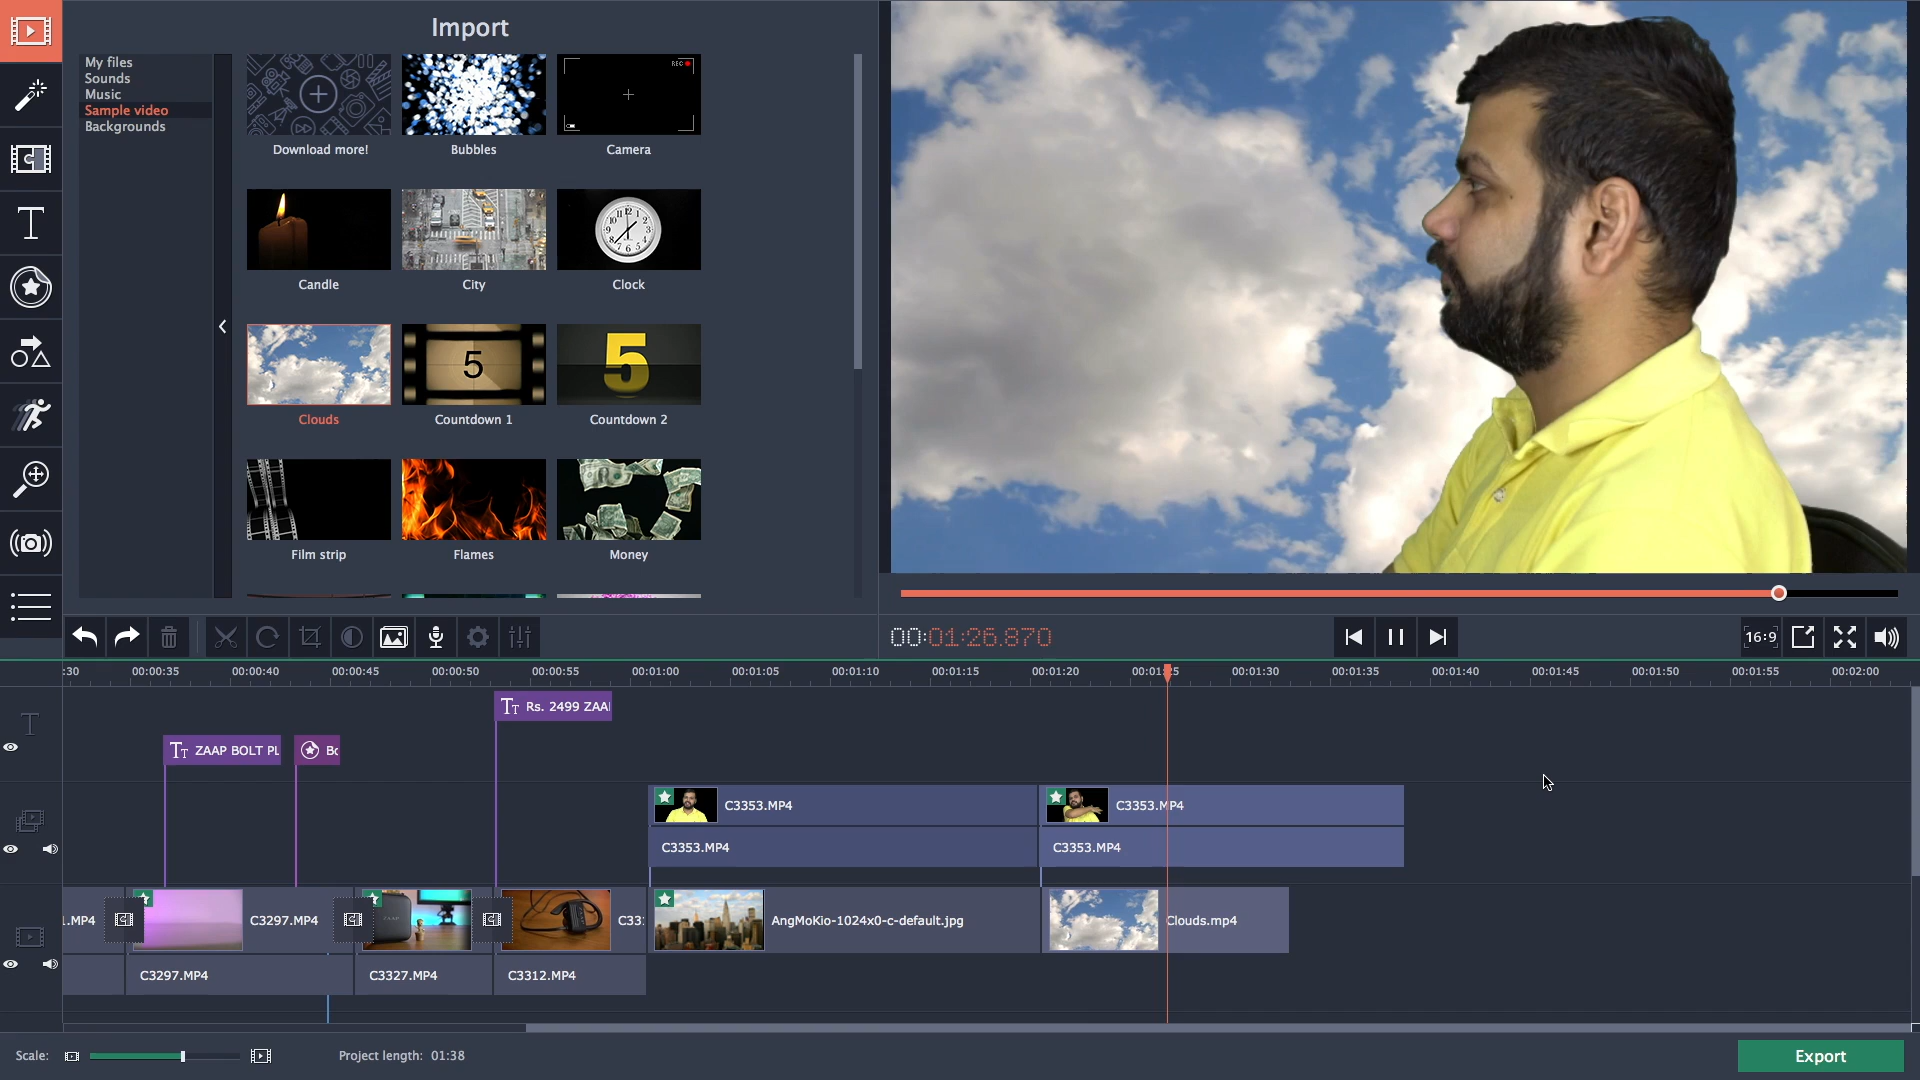 Import
My files
Sounds
Music
Sample video
Backgrounds
REC
Download more!
Bubbles
Camera
Candle
City
Clock
5
5
Clouds
Countdown 1
Countdown 2
Film strip
Flames
Money
00:01:26.870
16:9
:30
00:00:35
00:00:40
00:00:45
00:00:50
00:00:55
00:01:00
00:01:05
00:01:10
00:01:15
00:01:20
00:01:30
00:01:35
00:01:40
00:01:45
00:01:50
00:01:55
00:02:00
Rs. 2499 ZAA
ZAAP BOLT PL
Bo
C3353.MP4
C3353.MP4
C3353.MP4
C3353.MP4
.MP4
C3297.MP4
ZAAP
C33
AngMoKio-1024x0-c-default.jpg
Clouds.mp4
C3297.MP4
C3327.MP4
C3312.MP4
Scale:
Project length: 01:38
Export